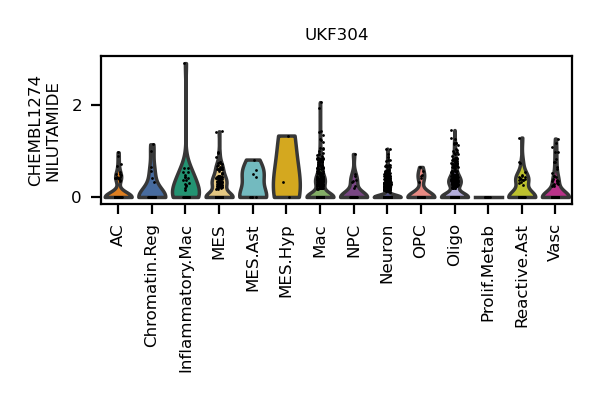 UKF304
CHEMBL1274
NILUTAMIDE
2
0
AC
Chromatin.Reg
Inflammatory.Mac
MES
MES.Ast
MES.Hyp
Mac
NPC
Neuron
OPC
Oligo
Prolif.Metab
Reactive.Ast
Vasc